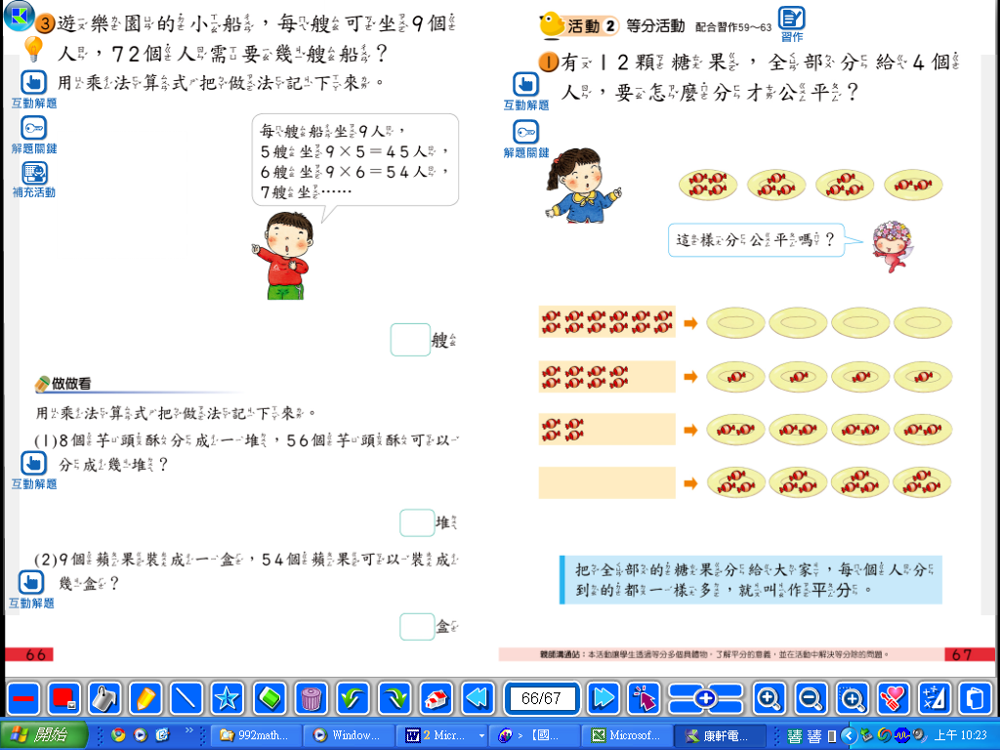 ③遊樂園的小船，每艘可坐9個
人，72個人需要幾艘船？
互動解題
用乘法算式把做法記下來。
解題關鍵
補充活動
每艘船坐9人，
5艘坐9×5＝45人，
6艘坐9×6＝54人，
7艘坐……
艘
做做看
用乘法算式把做法記下來。
(1)8個芋頭酥分成一堆，56個芋頭酥可以
分成幾堆？
互動解題
堆
(2)9個蘋果裝成一盒，54個蘋果可以裝成
幾盒？
互動解題
盒
66
活動2 等分活動 配合習作59～63 習作
①有12顆糖果，全部分給4個
人，要怎麼分才公平？
互動解題
解題關鍵
這樣分公平嗎？
把全部的糖果分給大家，每個人分
到的都一樣多，就叫作平分。
親師溝通站：本活動讓學生透過等分多個具體物，了解平分的意義，並在活動中解決等分除的問題。
67
66/67
開始 992math... Window... 2 Micr... 【國... Microsof... 康軒電... 上午 10:23